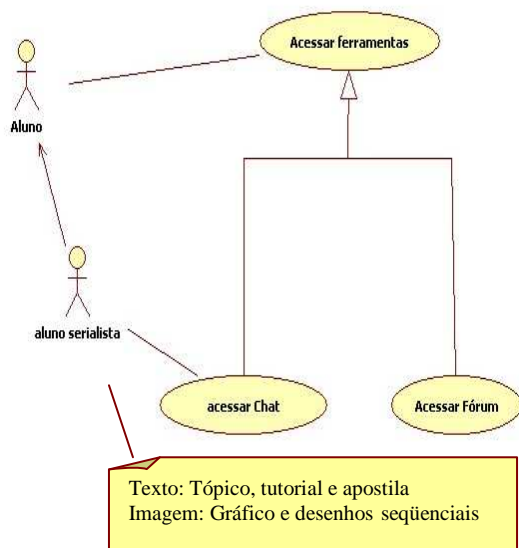 Acessar ferramentas
Aluno
aluno serialista
acessar Chat
Acessar Fórum
Texto: Tópico, tutorial e apostila
Imagem: Gráfico e desenhos seqüenciais